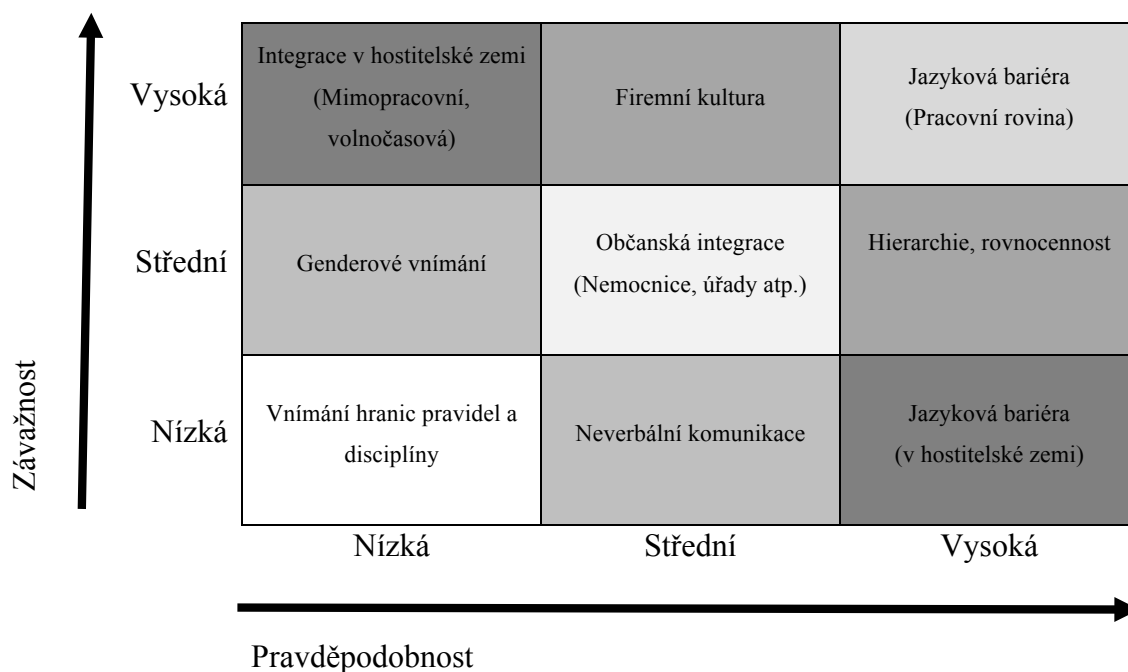 Závažnost
Vysoká
Integrace v hostitelské zemi
(Mimopracovní,
volnočasová)
Firemní kultura
Jazyková bariéra
(Pracovní rovina)
Střední
Genderové vnímání
Občanská integrace
(Nemocnice, úřady atp.)
Hierarchie, rovnocennost
Nízká
Vnímání hranic pravidel a
disciplíny
Neverbální komunikace
Jazyková bariéra
(v hostitelské zemi)
Nízká
Střední
Vysoká
Pravděpodobnost